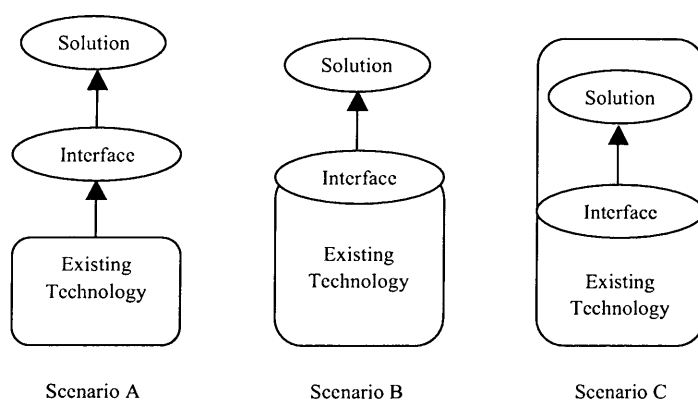 Solution
Interface
Existing
Technology
Scenario A
Solution
Interface
Existing
Technology
Scenario B
Solution
Interface
Existing
Technology
Scenario C